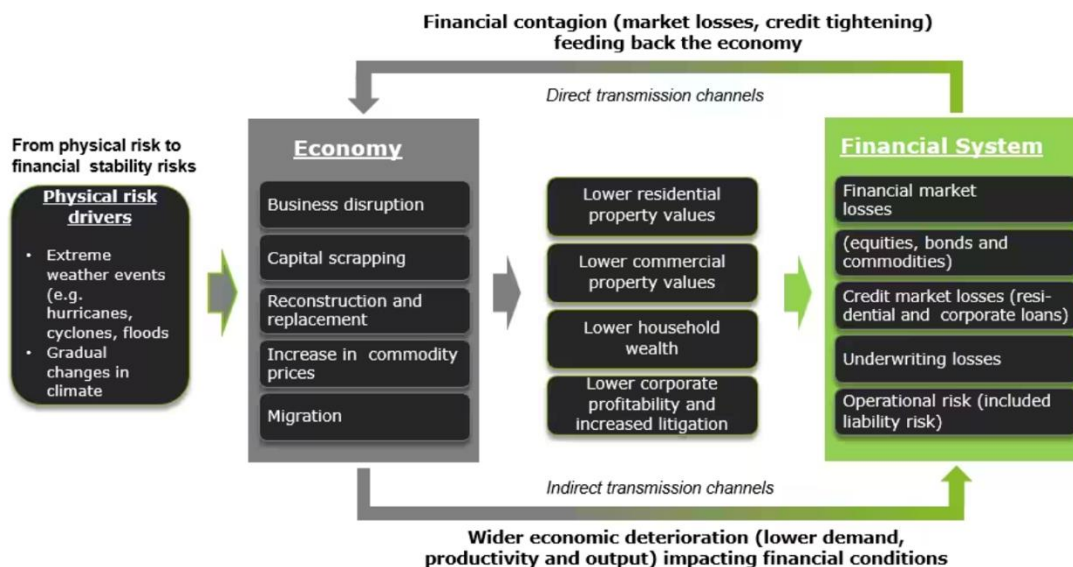 Financial contagion (market losses, credit tightening)
feeding back the economy
Direct transmission channels
From physical risk to
financial stability risks
Physical risk
drivers
• Extreme
weather events
(e.g.
hurricanes,
cyclones, floods
• Gradual
changes in
climate
Economy
Business disruption
Capital scrapping
Reconstruction and
replacement
Increase in commodity
prices
Migration
Lower residential
property values
Lower commercial
property values
Lower household
wealth
Lower corporate
profitability and
increased litigation
Financial System
Financial market
losses
(equities, bonds and
commodities)
Credit market losses (resi-
dential and corporate loans)
Underwriting losses
Operational risk (included
liability risk)
Indirect transmission channels
Wider economic deterioration (lower demand,
productivity and output) impacting financial conditions